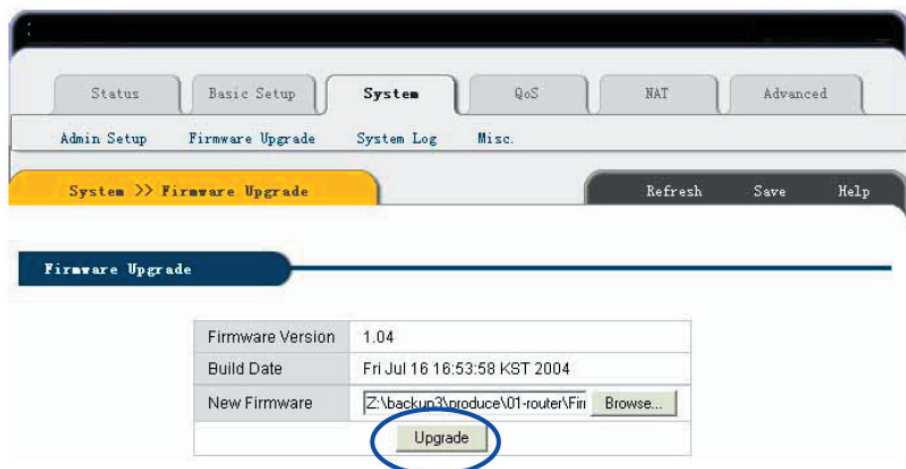 Status Basic Setup System QoS NAT Advanced
Admin Setup Firmware Upgrade System Log Misc.
System >> Firmware Upgrade Refresh Save Help
Firmware Upgrade
Firmware Version 1.04
Build Date Fri Jul 16 16:53:58 KST 2004
New Firmware Z:\backup3\produce\01-router\Fir Browse...
Upgrade